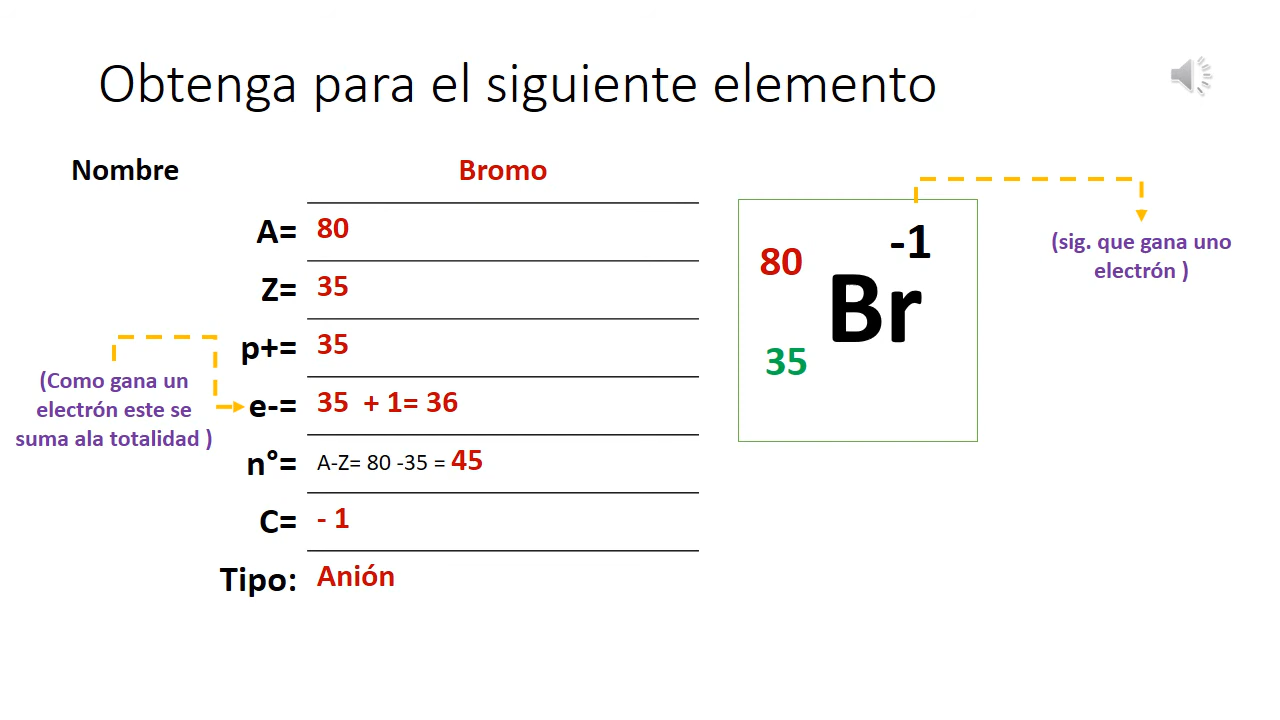 Obtenga para el siguiente elemento
Nombre Bromo
A= 80
Z= 35
p+= 35
e-= 35 + 1= 36
n°= A-Z= 80 -35 = 45
C= - 1
Tipo: Anión
(Como gana un
electrón este se
suma ala totalidad )
80
-1
Br
35
(sig. que gana uno
electrón )